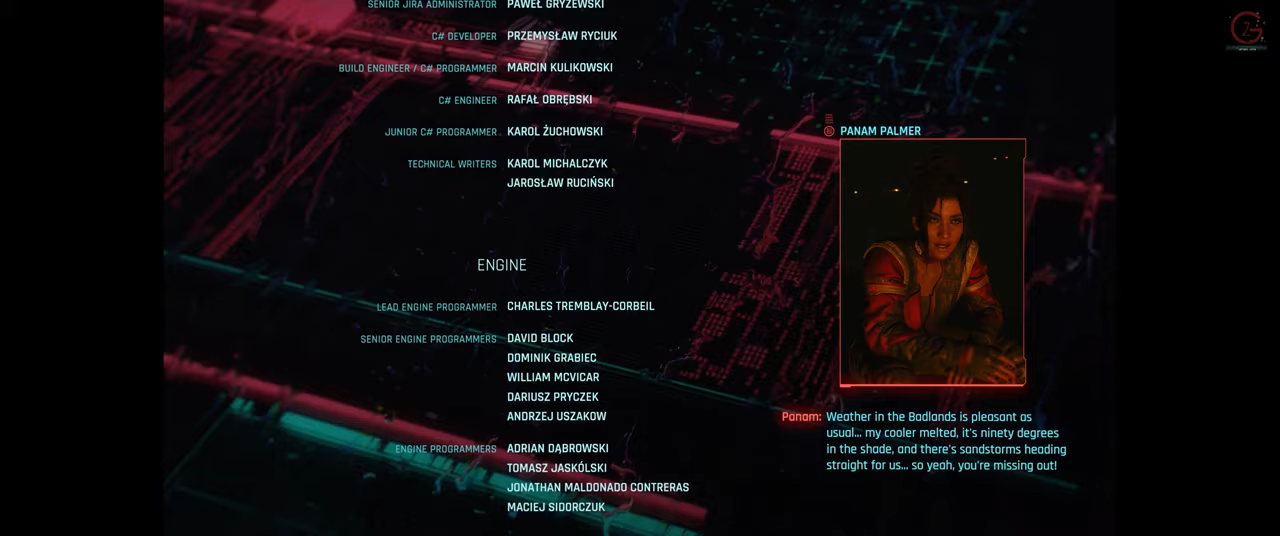 SENIOR JIRA ADMINISTRATOR PAWEŁ GRYZEWSKI
C# DEVELOPER PRZEMYSŁAW RYCIUK
BUILD ENGINEER / C# PROGRAMMER MARCIN KULIKOWSKI
C# ENGINEER RAFAŁ OBRĘBSKI
JUNIOR C# PROGRAMMER KAROL ŻUCHOWSKI
TECHNICAL WRITERS KAROL MICHALCZYK
JAROSŁAW RUCIŃSKI
ENGINE
LEAD ENGINE PROGRAMMER CHARLES TREMBLAY-CORBEIL
SENIOR ENGINE PROGRAMMERS DAVID BLOCK
DOMINIK GRABIEC
WILLIAM MCVICAR
DARIUSZ PRYCZEK
ANDRZEJ USZAKOW
ENGINE PROGRAMMERS ADRIAN DĄBROWSKI
TOMASZ JASKÓLSKI
JONATHAN MALDONADO CONTRERAS
MACIEJ SIDORCZUK
PANAM PALMER
Panam: Weather in the Badlands is pleasant as
usual... my cooler melted, it's ninety degrees
in the shade, and there's sandstorms heading
straight for us... so yeah, you're missing out!